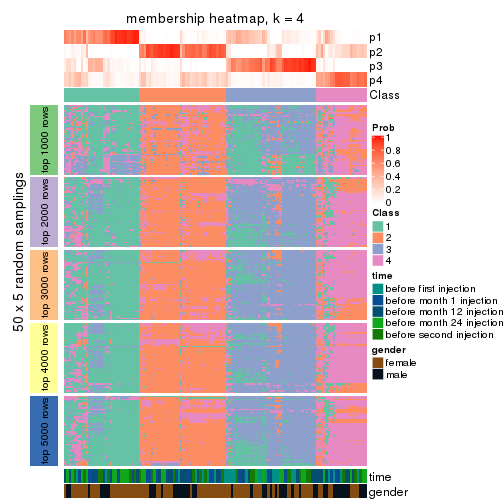 membership heatmap, k = 4
p1
p2
p3
p4
Class
50 x 5 random samplings
top 1000 rows
top 2000 rows
top 3000 rows
top 4000 rows
top 5000 rows
time
gender
Prob
1
0.8
0.6
0.4
0.2
0
Class
1
2
3
4
time
before first injection
before month 1 injection
before month 12 injection
before month 24 injection
before second injection
gender
female
male